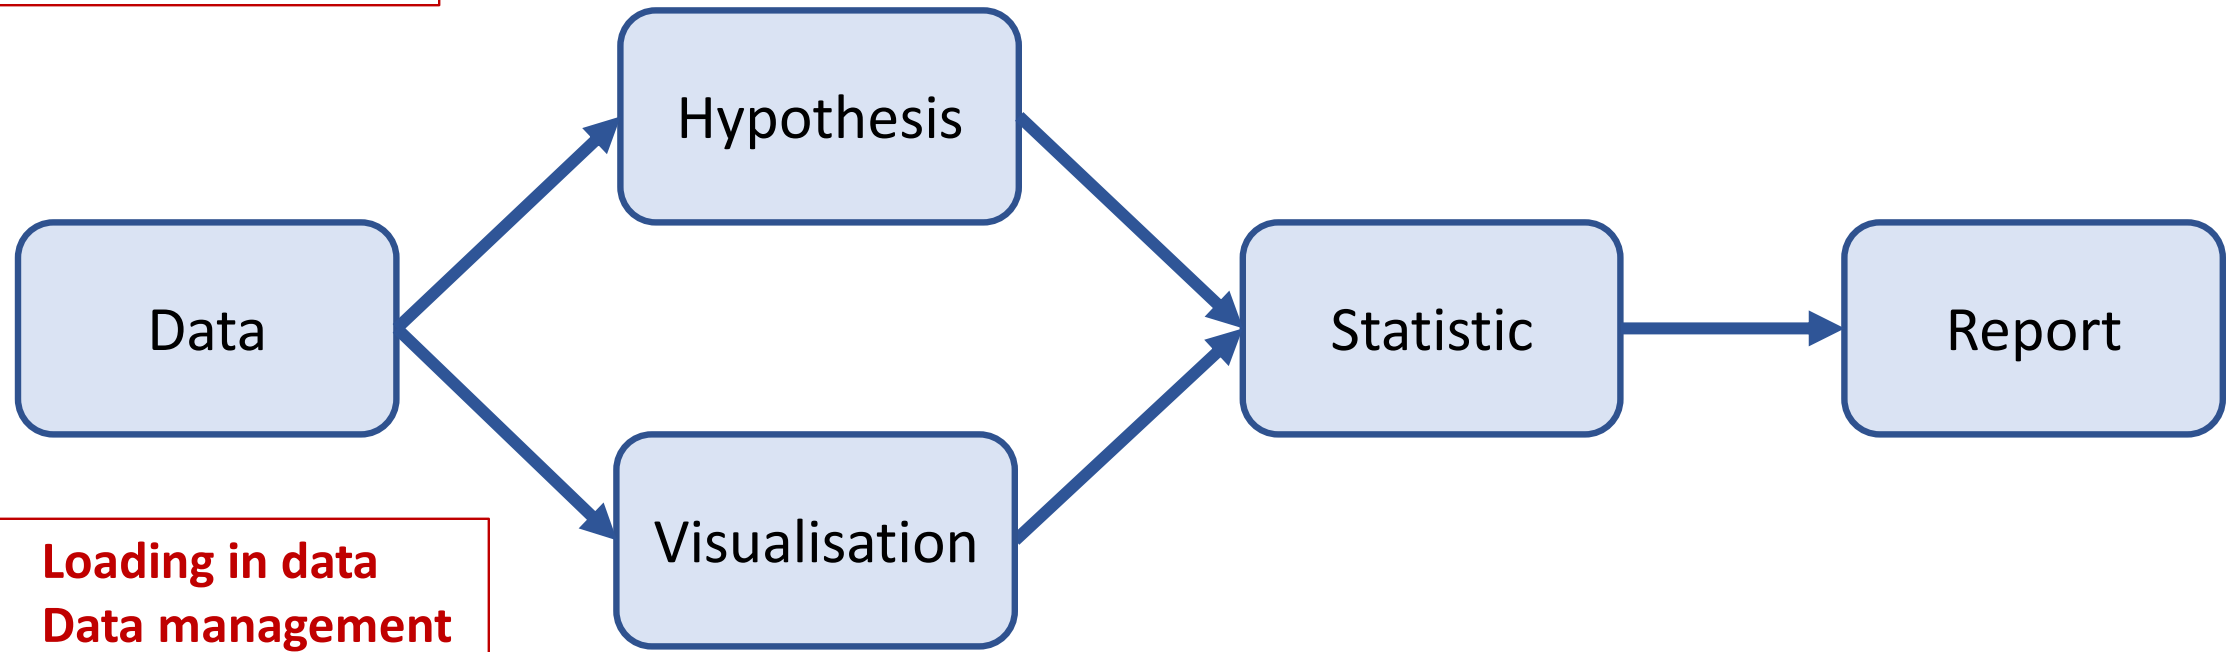 Hypothesis
Data
Statistic
Report
Visualisation
Loading in data
Data management